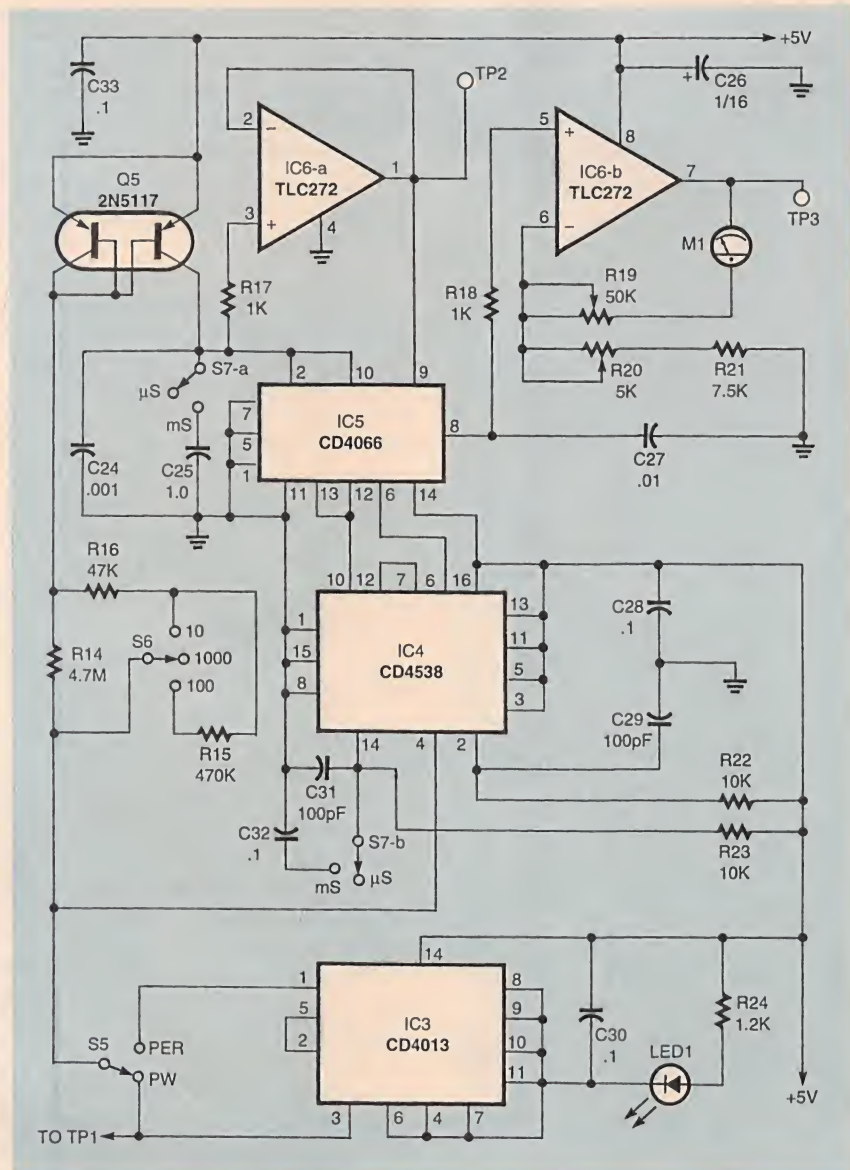 +5V
C33
.1
TP2
+
C26
1/16
Q5
2N5117
2
−
1
IC6-a
TLC272
3
+
4
5
+
8
7
IC6-b
TLC272
6
−
TP3
M1
R17
1K
R18
1K
R19
50K
R20
5K
R21
7.5K
S7-a
µS
mS
C24
.001
C25
1.0
2
10
9
7
5
1
IC5
CD4066
8
11
13
12
6
14
C27
.01
R16
47K
R14
4.7M
S6
10
1000
100
R15
470K
10
12
7
6
16
1
15
8
IC4
CD4538
13
11
5
3
14
4
2
C28
.1
C29
100pF
C31
100pF
C32
.1
S7-b
mS
µS
R22
10K
R23
10K
14
1
5
2
IC3
CD4013
8
9
10
11
3
6
4
7
S5
PER
PW
TO TP1
C30
.1
LED1
R24
1.2K
+5V